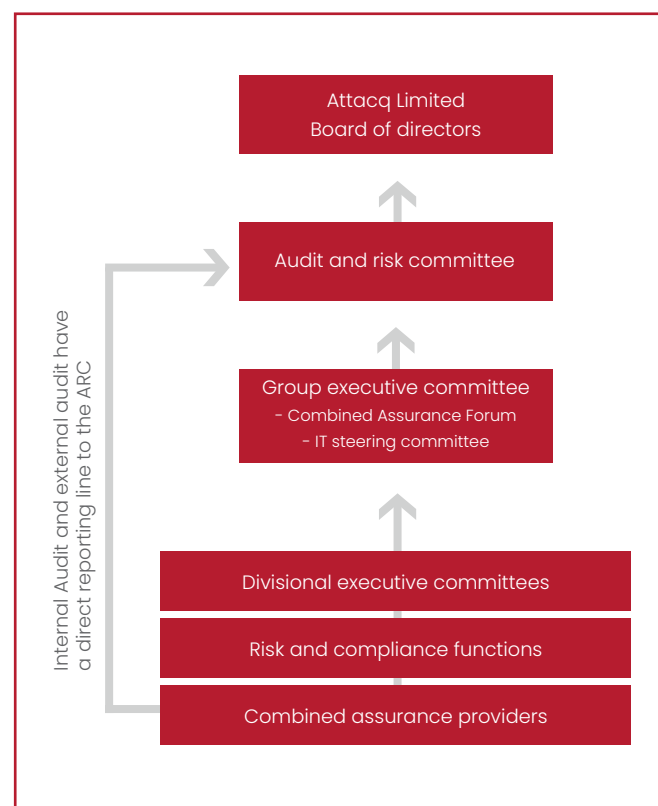 Attacq Limited
Board of directors
Audit and risk committee
Group executive committee
- Combined Assurance Forum
- IT steering committee
Divisional executive committees
Risk and compliance functions
Combined assurance providers
Internal Audit and external audit have
a direct reporting line to the ARC